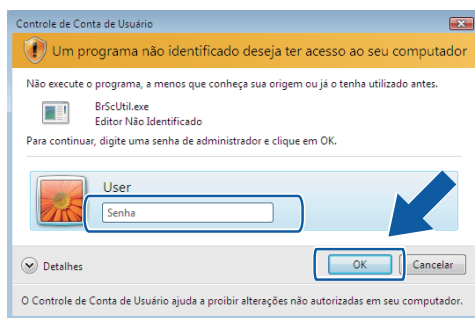 Controle de Conta de Usuário
Um programa não identificado deseja ter acesso ao seu computador
Não execute o programa, a menos que conheça sua origem ou já o tenha utilizado antes.
BrScUtil.exe
Editor Não Identificado
Para continuar, digite uma senha de administrador e clique em OK.
User
Senha
Detalhes
OK
Cancelar
O Controle de Conta de Usuário ajuda a proibir alterações não autorizadas em seu computador.